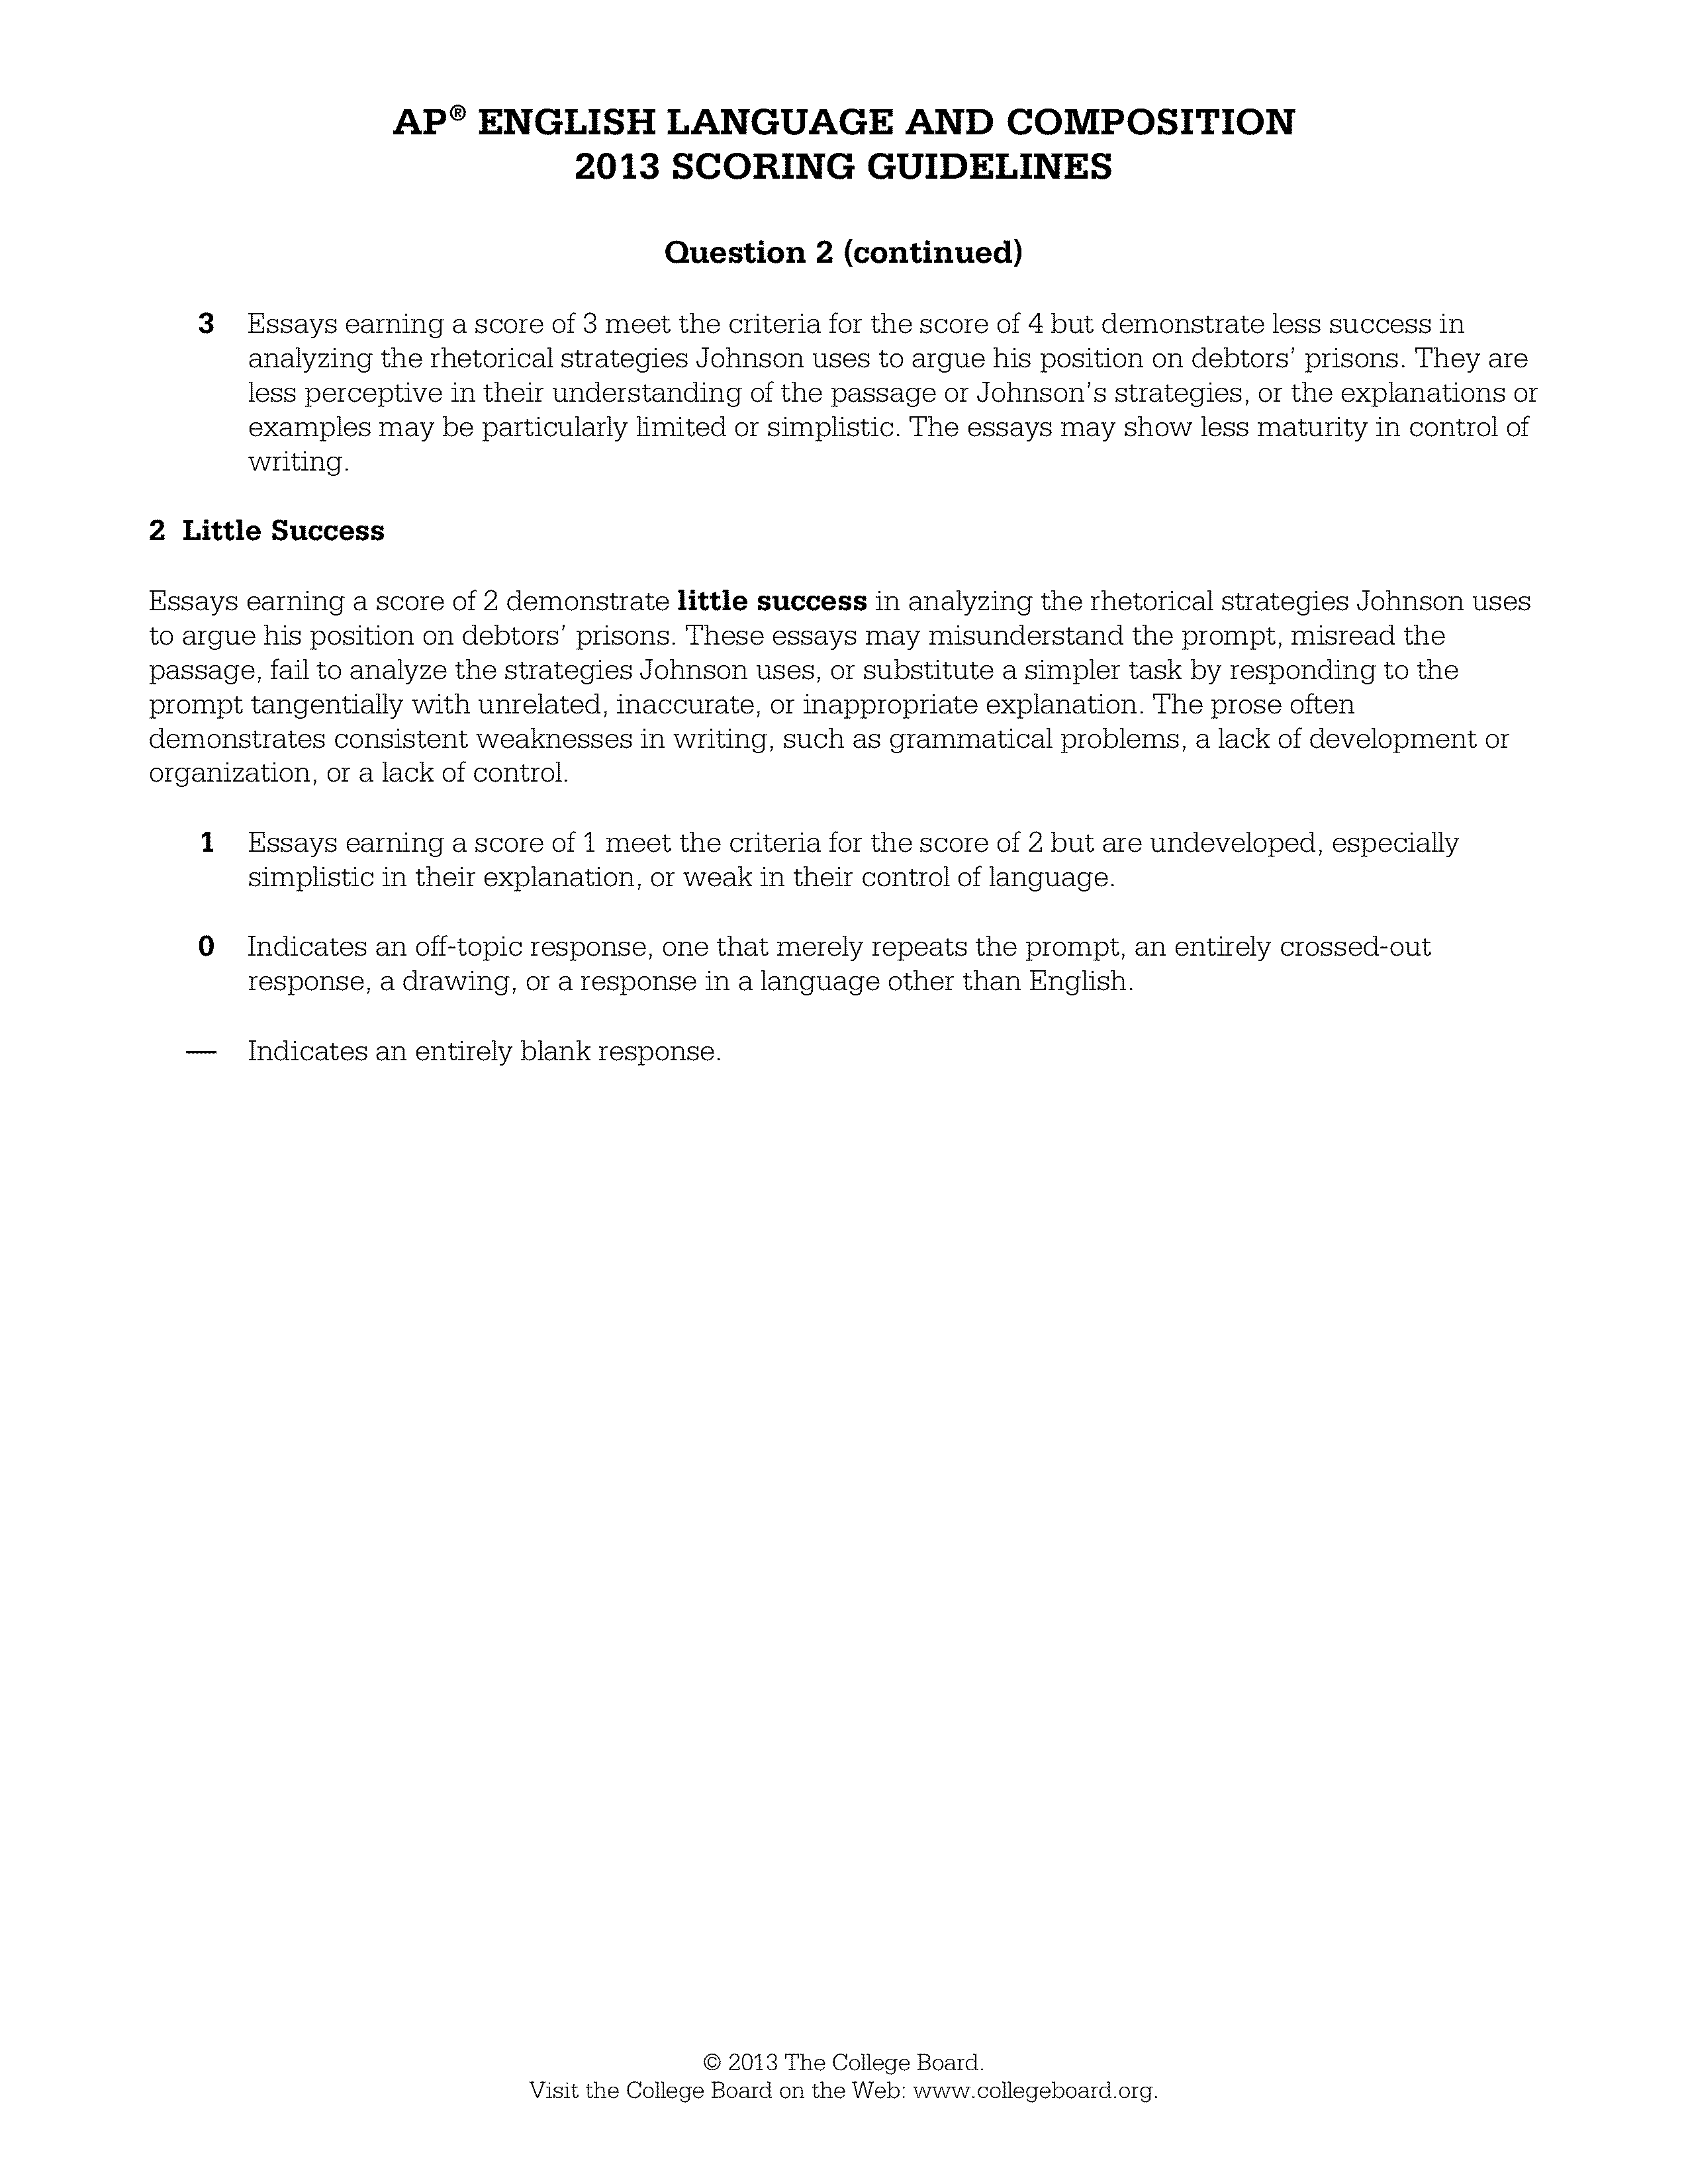 AP® ENGLISH LANGUAGE AND COMPOSITION
2013 SCORING GUIDELINES
Question 2 (continued)
3 Essays earning a score of 3 meet the criteria for the score of 4 but demonstrate less success in
analyzing the rhetorical strategies Johnson uses to argue his position on debtors’ prisons. They are
less perceptive in their understanding of the passage or Johnson’s strategies, or the explanations or
examples may be particularly limited or simplistic. The essays may show less maturity in control of
writing.
2 Little Success
Essays earning a score of 2 demonstrate little success in analyzing the rhetorical strategies Johnson uses
to argue his position on debtors’ prisons. These essays may misunderstand the prompt, misread the
passage, fail to analyze the strategies Johnson uses, or substitute a simpler task by responding to the
prompt tangentially with unrelated, inaccurate, or inappropriate explanation. The prose often
demonstrates consistent weaknesses in writing, such as grammatical problems, a lack of development or
organization, or a lack of control.
1 Essays earning a score of 1 meet the criteria for the score of 2 but are undeveloped, especially
simplistic in their explanation, or weak in their control of language.
0 Indicates an off-topic response, one that merely repeats the prompt, an entirely crossed-out
response, a drawing, or a response in a language other than English.
— Indicates an entirely blank response.
© 2013 The College Board.
Visit the College Board on the Web: www.collegeboard.org.